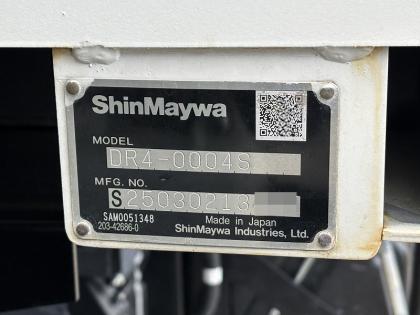 ShinMaywa
MODEL
DR4-0004S
MFG. NO.
S25030213
SAM0051348
Made in Japan
203-42686-0
ShinMaywa Industries, Ltd.